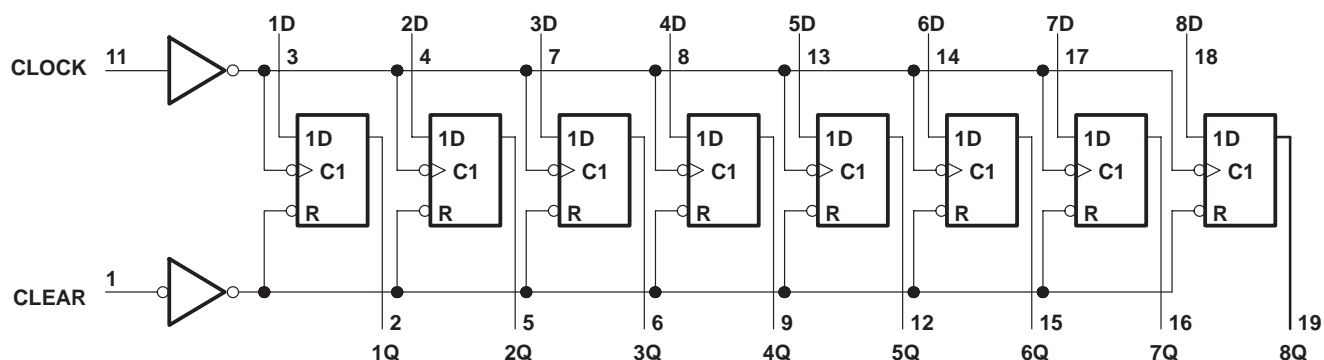 1D 2D 3D 4D 5D 6D 7D 8D
CLOCK 11 3 4 7 8 13 14 17 18
1D 1D 1D 1D 1D 1D 1D 1D
C1 C1 C1 C1 C1 C1 C1 C1
R R R R R R R R
CLEAR 1
2 5 6 9 12 15 16 19
1Q 2Q 3Q 4Q 5Q 6Q 7Q 8Q